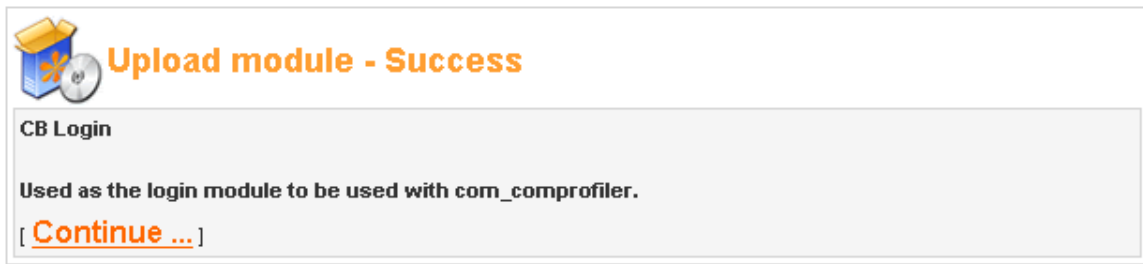 Upload module - Success
CB Login
Used as the login module to be used with com_comprofiler.
[ Continue ... ]